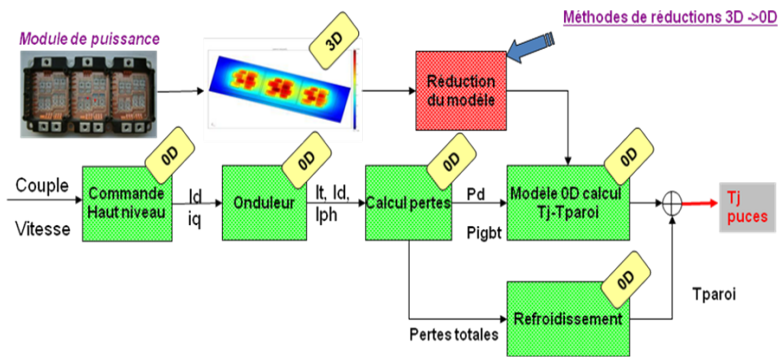 Méthodes de réductions 3D ->0D
Module de puissance
3D
Réduction
du modèle
0D
0D
0D
0D
Couple
Vitesse
Commande
Haut niveau
Id
iq
Onduleur
It, Id,
Iph
Calcul pertes
Pd
Pigbt
Modèle 0D calcul
Tj-Tparoi
Tj
puces
0D
Pertes totales
Refroidissement
Tparoi